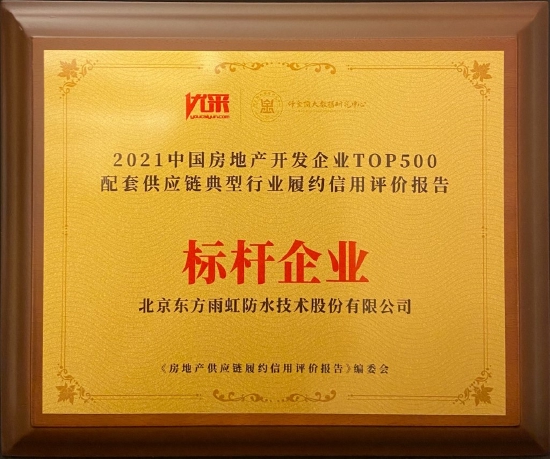 优采
youcaiyun.com
2021中国房地产开发企业TOP500
配套供应链典型行业履约信用评价报告
标杆企业
北京东方雨虹防水技术股份有限公司
《房地产供应链履约信用评价报告》编委会